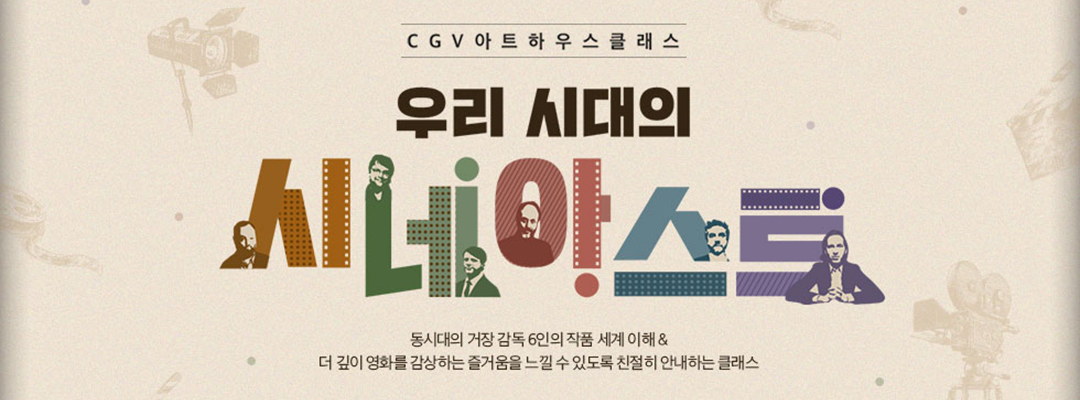 CGV아트하우스클래스
우리 시대의
시네아스트
동시대의 거장 감독 6인의 작품 세계 이해 &
더 깊이 영화를 감상하는 즐거움을 느낄 수 있도록 친절히 안내하는 클래스